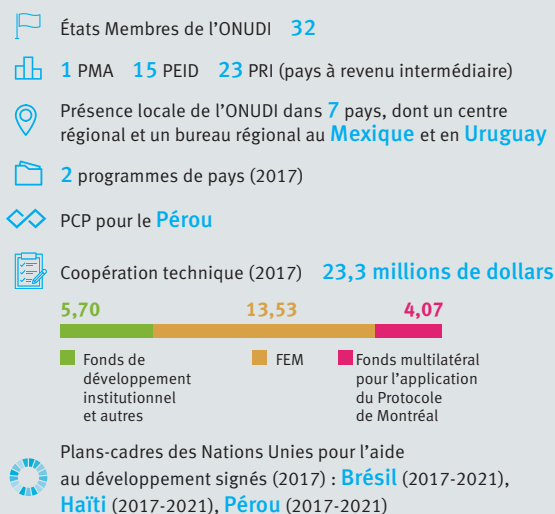 États Membres de l’ONUDI 32
1 PMA 15 PEID 23 PRI (pays à revenu intermédiaire)
Présence locale de l’ONUDI dans 7 pays, dont un centre
régional et un bureau régional au Mexique et en Uruguay
2 programmes de pays (2017)
PCP pour le Pérou
Coopération technique (2017) 23,3 millions de dollars
5,70 13,53 4,07
Fonds de
développement
institutionnel
et autres
FEM
Fonds multilatéral
pour l’application
du Protocole
de Montréal
Plans-cadres des Nations Unies pour l’aide
au développement signés (2017) : Brésil (2017-2021),
Haïti (2017-2021), Pérou (2017-2021)